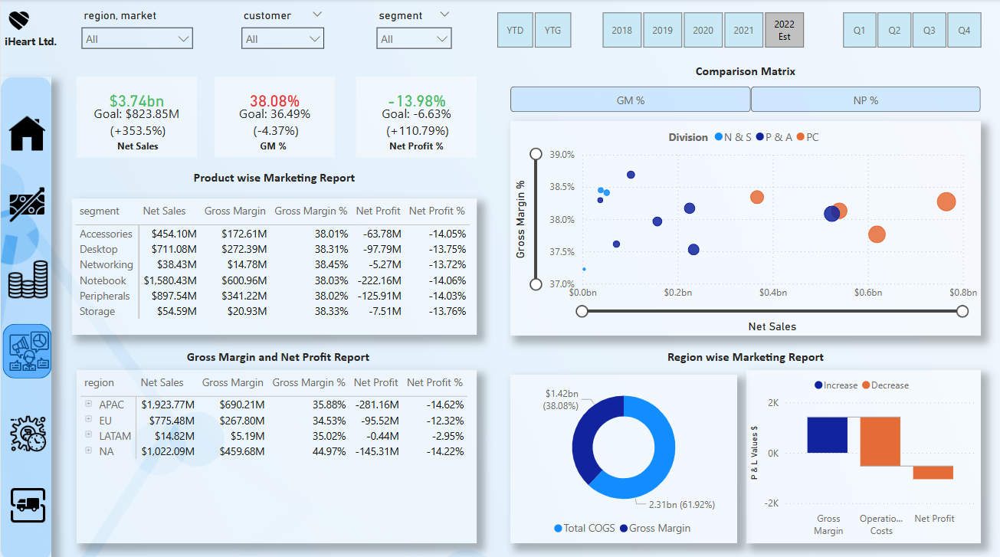 iHeart Ltd.
region, market
All
customer
All
segment
All
YTD YTG
2018 2019 2020 2021 2022 Est
Q1 Q2 Q3 Q4
$3.74bn
Goal: $823.85M
(+353.5%)
Net Sales
38.08%
Goal: 36.49%
(-4.37%)
GM %
-13.98%
Goal: -6.63%
(+110.79%)
Net Profit %
Product wise Marketing Report
segment Net Sales Gross Margin Gross Margin % Net Profit Net Profit %
Accessories $454.10M $172.61M 38.01% -63.78M -14.05%
Desktop $711.08M $272.39M 38.31% -97.79M -13.75%
Networking $38.43M $14.78M 38.45% -5.27M -13.72%
Notebook $1,580.43M $600.96M 38.03% -222.16M -14.06%
Peripherals $897.54M $341.22M 38.02% -125.91M -14.03%
Storage $54.59M $20.93M 38.33% -7.51M -13.76%
Comparison Matrix
GM % NP %
Division N & S P & A PC
Gross Margin %
39.0%
38.5%
38.0%
37.5%
37.0%
$0.0bn $0.2bn $0.4bn $0.6bn $0.8bn
Net Sales
Gross Margin and Net Profit Report
region Net Sales Gross Margin Gross Margin % Net Profit Net Profit %
APAC $1,923.77M $690.21M 35.88% -281.16M -14.62%
EU $775.48M $267.80M 34.53% -95.52M -12.32%
LATAM $14.82M $5.19M 35.02% -0.44M -2.95%
NA $1,022.09M $459.68M 44.97% -145.31M -14.22%
Region wise Marketing Report
$1.42bn
(38.08%)
2.31bn (61.92%)
Total COGS Gross Margin
Increase Decrease
P & L Values $
2K
0K
-2K
Gross Margin
Operatio... Costs
Net Profit